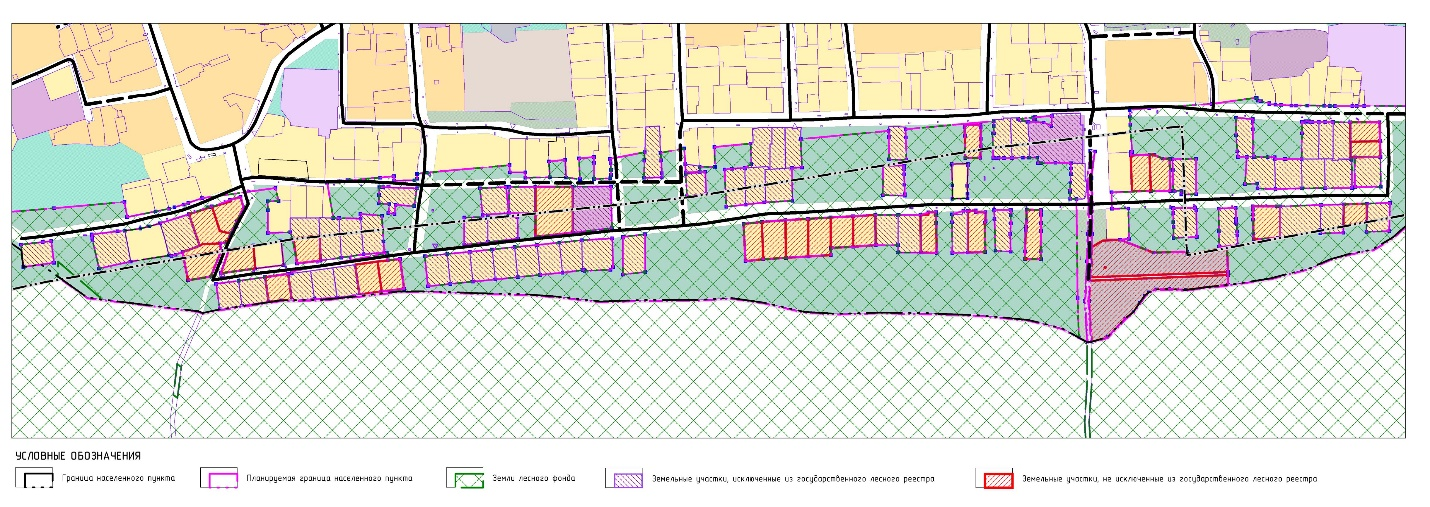 УСЛОВНЫЕ ОБОЗНАЧЕНИЯ
Граница населенного пункта
Планируемая граница населенного пункта
Земли лесного фонда
Земельные участки, исключенные из государственного лесного реестра
Земельные участки, не исключенные из государственного лесного реестра